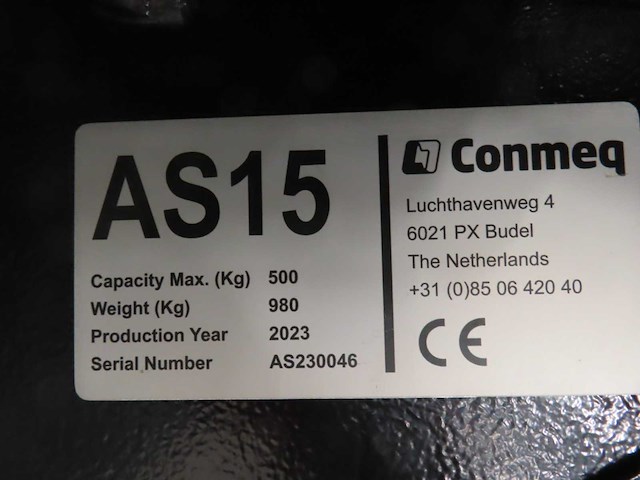 AS15
Capacity Max. (Kg) 500
Weight (Kg) 980
Production Year 2023
Serial Number AS230046
Conmeq
Luchthavenweg 4
6021 PX Budel
The Netherlands
+31 (0)85 06 420 40
CE